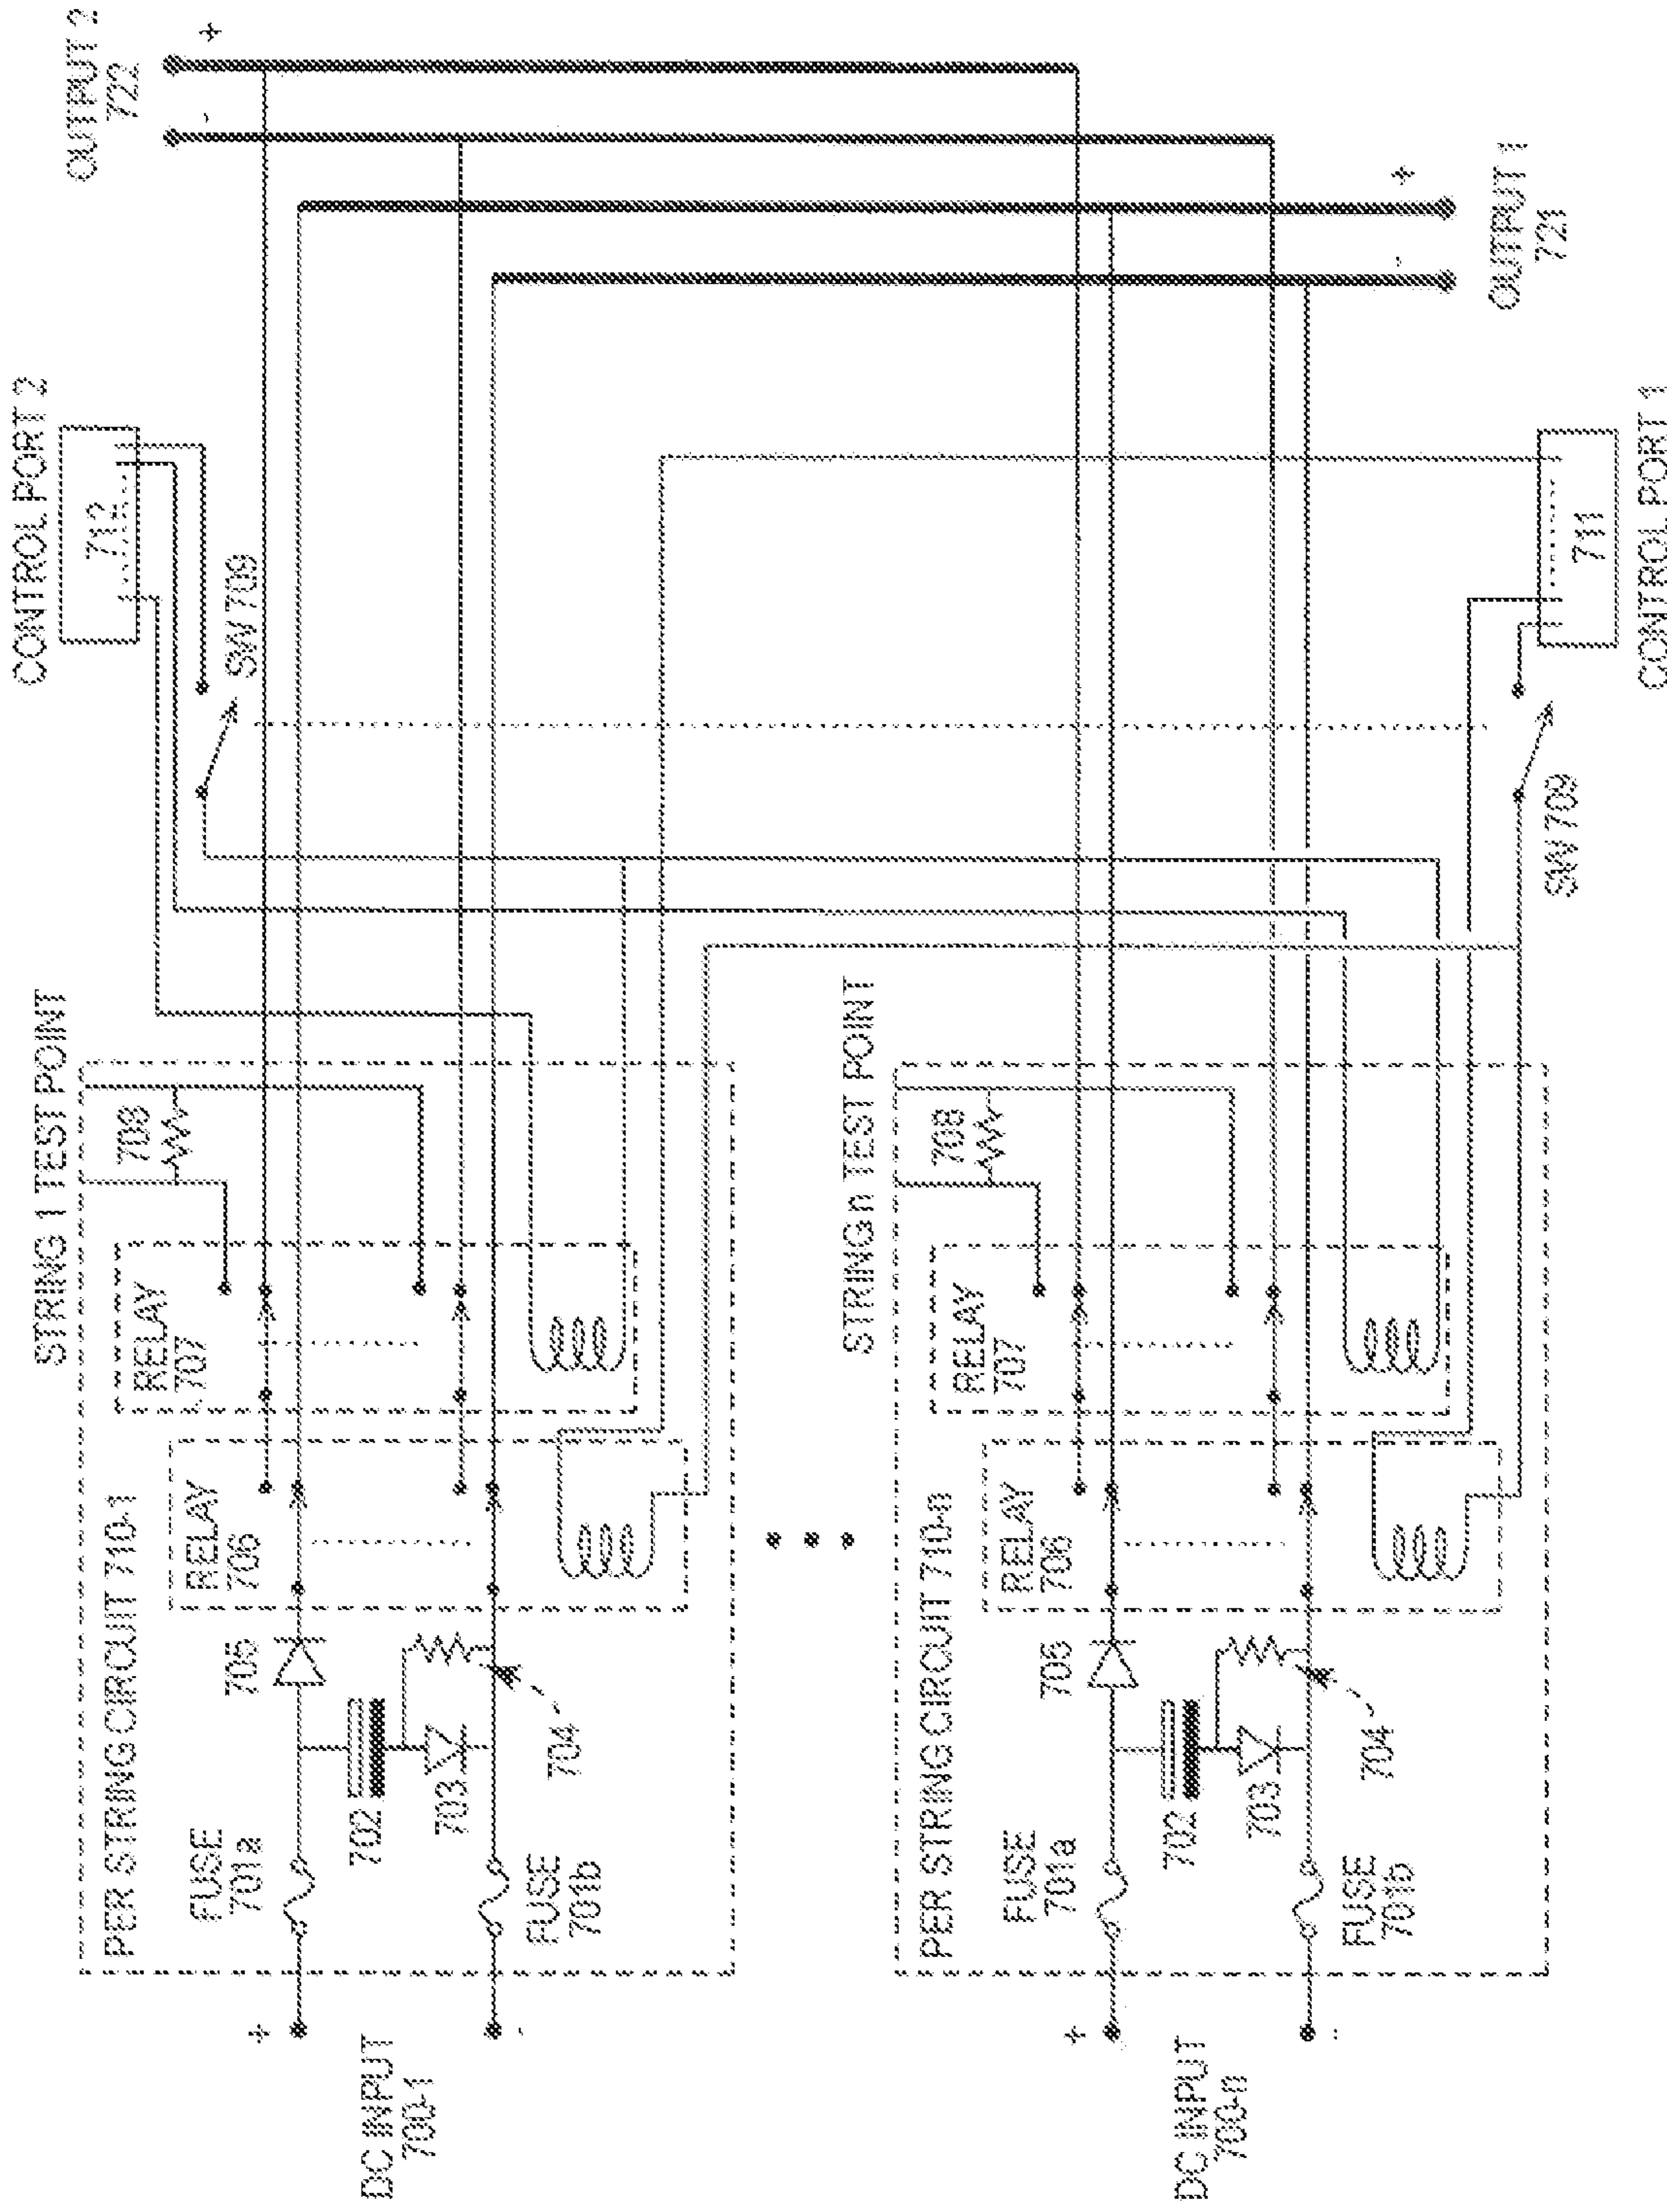 CONTROL PORT 2
712
OUTPUT 2
722
+
-
SW 709
STRING 1 TEST POINT
708
RELAY
707
RELAY
706
PER STRING CIRCUIT 710-1
705
704
703
702
FUSE
701a
FUSE
701b
+
-
DC INPUT
700-1
STRING n TEST POINT
708
RELAY
707
RELAY
706
PER STRING CIRCUIT 710-n
705
704
703
702
FUSE
701a
FUSE
701b
+
-
DC INPUT
700-n
SW 709
711
CONTROL PORT 1
+
-
OUTPUT 1
721